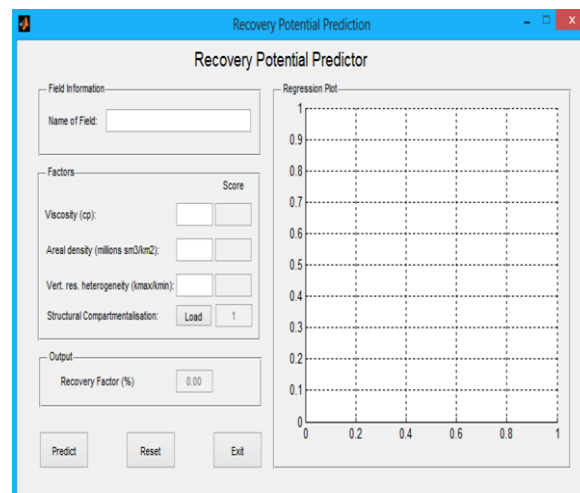 Recovery Potential Prediction
Recovery Potential Predictor
Field Information
Name of Field:
Factors
Score
Viscosity (cp):
Areal density (millions sm3/km2):
Vert. res. heterogeneity (kmax/kmin):
Structural Compartmentalisation: Load 1
Output
Recovery Factor (%) 0.00
Predict Reset Exit
Regression Plot
1
0.9
0.8
0.7
0.6
0.5
0.4
0.3
0.2
0.1
0
0 0.2 0.4 0.6 0.8 1